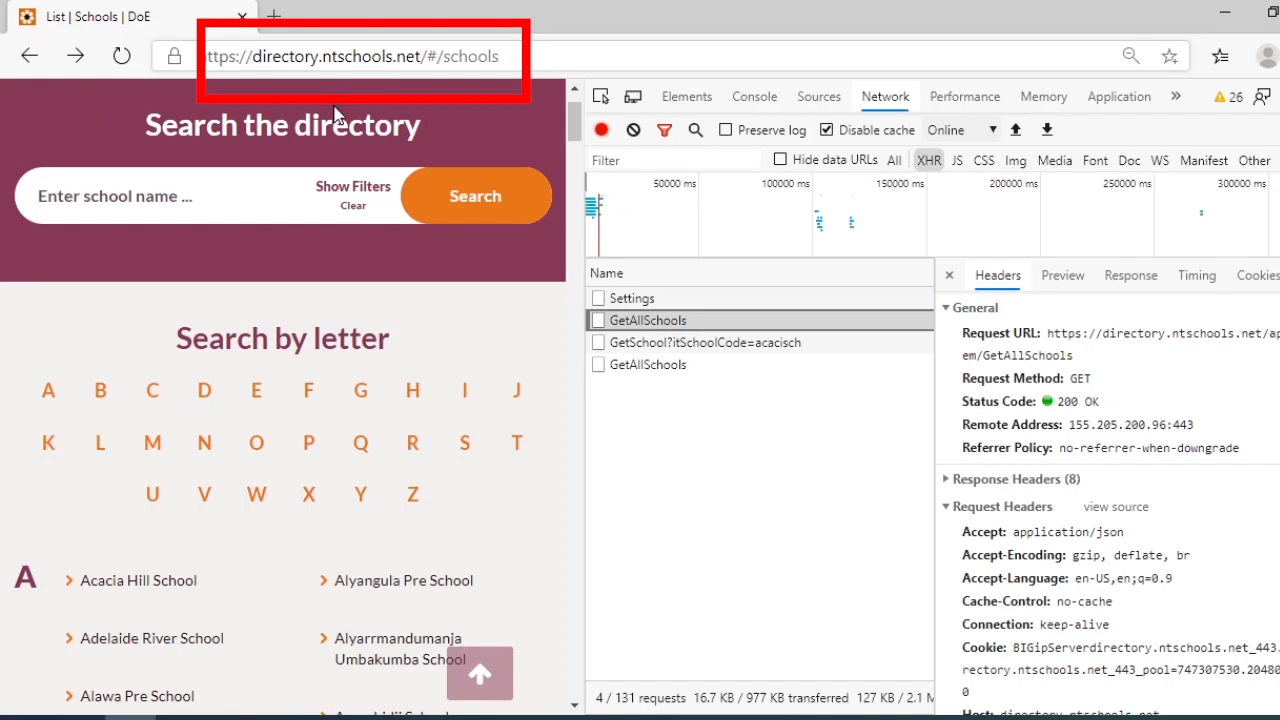 List | Schools | DoE
ttps://directory.ntschools.net/#/schools
Search the directory
Enter school name ...
Show Filters
Clear
Search
Search by letter
A B C D E F G H I J
K L M N O P Q R S T
U V W X Y Z
A
Acacia Hill School
Alyangula Pre School
Adelaide River School
Alyarrmandumanja
Umbakumba School
Alawa Pre School
Elements Console Sources Network Performance Memory Application » 26
Preserve log Disable cache Online
Filter Hide data URLs All XHR JS CSS Img Media Font Doc WS Manifest Other
50000 ms 100000 ms 150000 ms 200000 ms 250000 ms 300000 ms
Name
Settings
GetAllSchools
GetSchool?itSchoolCode=acacisch
GetAllSchools
4 / 131 requests 16.7 KB / 977 KB transferred 127 KB / 2.1 M
Headers Preview Response Timing Cookies
General
Request URL: https://directory.ntschools.net/ap
em/GetAllSchools
Request Method: GET
Status Code: 200 OK
Remote Address: 155.205.200.96:443
Referrer Policy: no-referrer-when-downgrade
Response Headers (8)
Request Headers view source
Accept: application/json
Accept-Encoding: gzip, deflate, br
Accept-Language: en-US,en;q=0.9
Cache-Control: no-cache
Connection: keep-alive
Cookie: BIGipServerdirectory.ntschools.net_443.
rectory.ntschools.net_443_pool=747307530.20480
0
Host: directory.ntschools.net